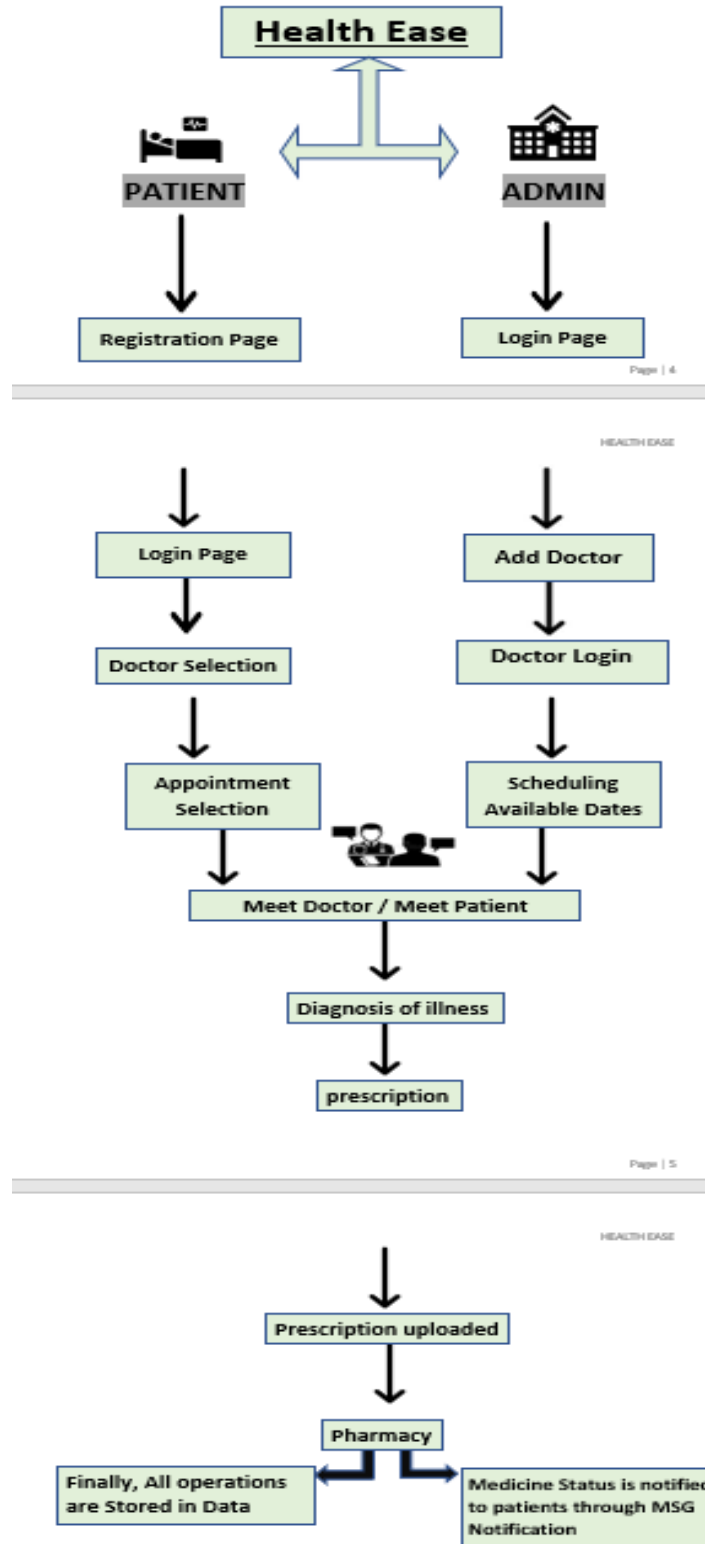 Health Ease
PATIENT
ADMIN
Registration Page
Login Page
Page | 4
HEALTH EASE
Login Page
Add Doctor
Doctor Selection
Doctor Login
Appointment
Selection
Scheduling
Available Dates
Meet Doctor / Meet Patient
Diagnosis of illness
prescription
Page | 5
HEALTH EASE
Prescription uploaded
Pharmacy
Finally, All operations
are Stored in Data
Medicine Status is notified
to patients through MSG
Notification